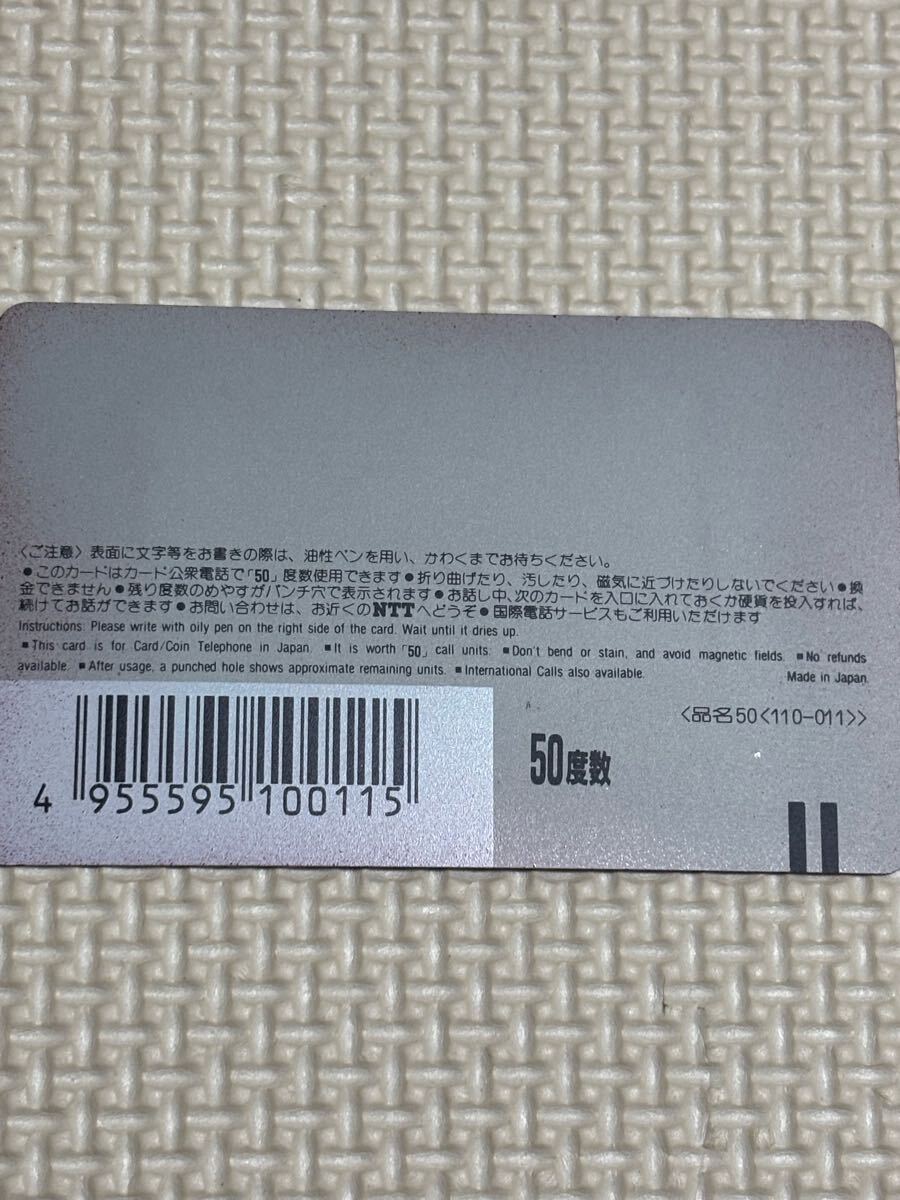 〈ご注意〉表面に文字等をお書きの際は、油性ペンを用い、かわくまでお待ちください。
●このカードはカード公衆電話で「50」度数使用できます●折り曲げたり、汚したり、磁気に近づけたりしないでください●換
金できません●残り度数のめやすがパンチ穴で表示されます●お話し中、次のカードを入口に入れておくか硬貨を投入すれば、
続けてお話ができます●お問い合わせは、お近くのNTTへどうぞ●国際電話サービスもご利用いただけます
Instructions: Please write with oily pen on the right side of the card. Wait until it dries up.
■This card is for Card/Coin Telephone in Japan. ■It is worth「50」call units. ■Don't bend or stain, and avoid magnetic fields. ■No refunds
available. ■After usage, a punched hole shows approximate remaining units. ■International Calls also available.
Made in Japan
〈品名50〈110-011〉〉
50度数
4 955595 100115